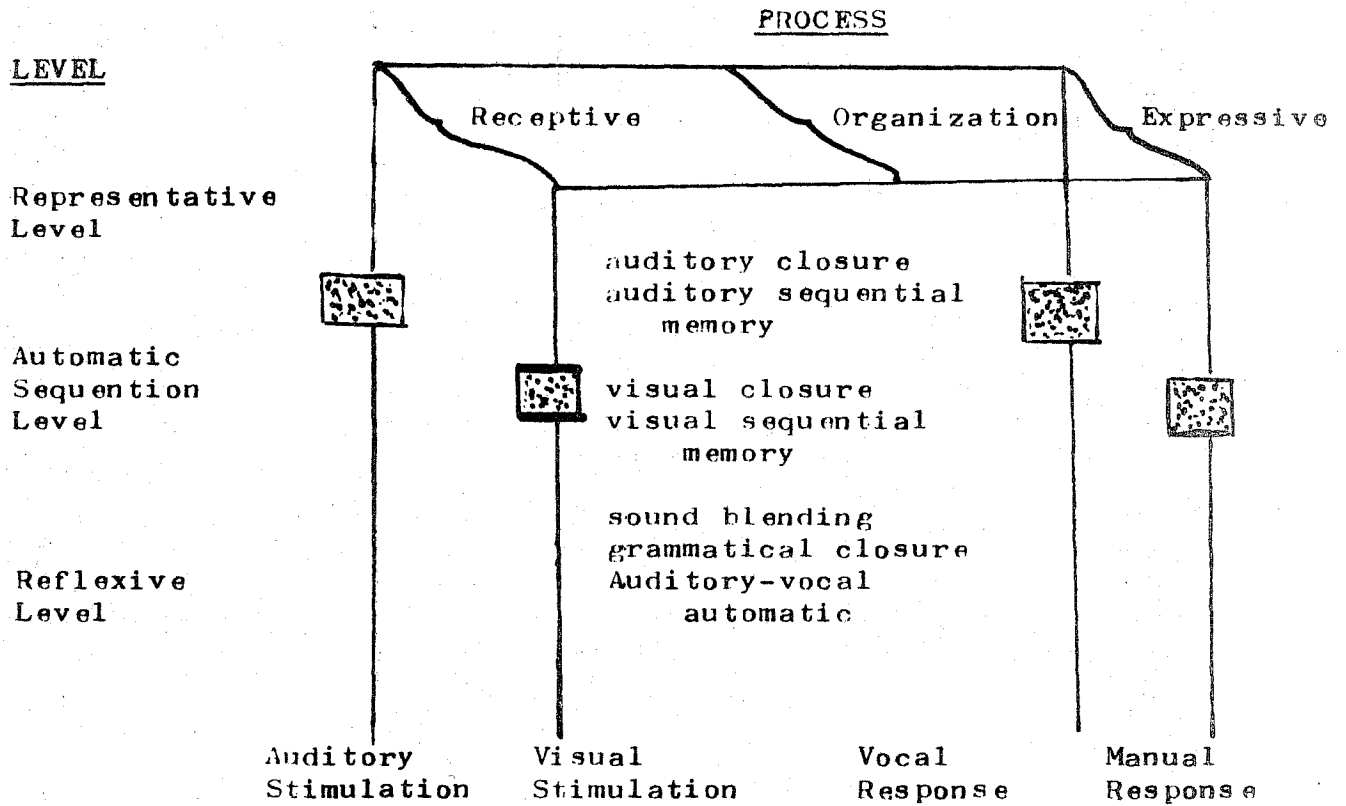 PROCESS
LEVEL
Receptive
Organization
Expressive
Representative
Level
auditory closure
auditory sequential
memory
Automatic
Sequention
Level
visual closure
visual sequential
memory
sound blending
grammatical closure
Auditory-vocal
automatic
Reflexive
Level
Auditory
Stimulation
Visual
Stimulation
Vocal
Response
Manual
Response